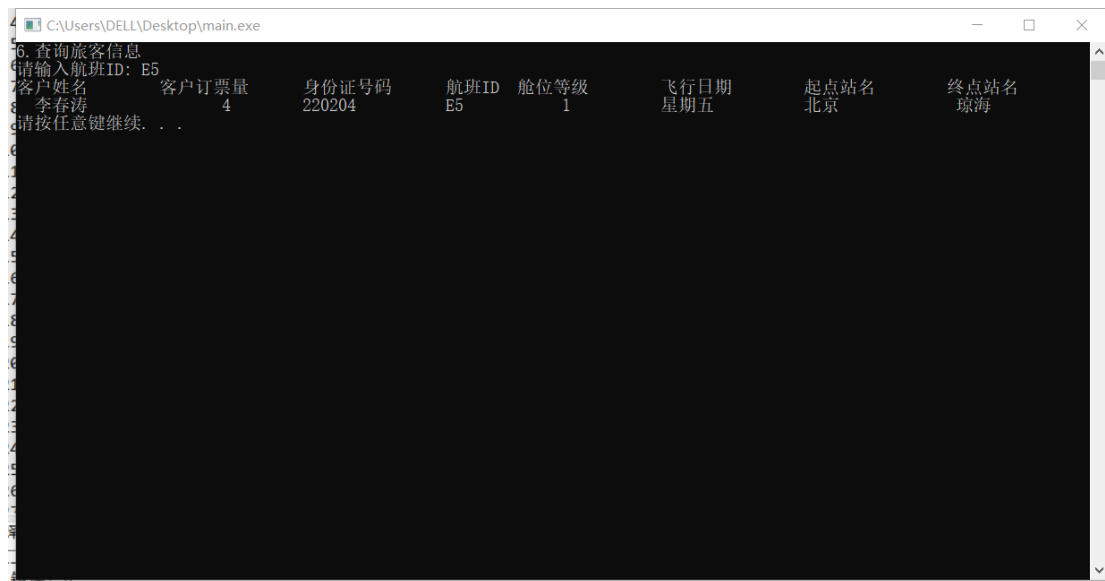 C:\Users\DELL\Desktop\main.exe
6.查询旅客信息
请输入航班ID: E5
客户姓名 客户订票量 身份证号码 航班ID 舱位等级 飞行日期 起点站名 终点站名
李春涛 4 220204 E5 1 星期五 北京 琼海
请按任意键继续. . .